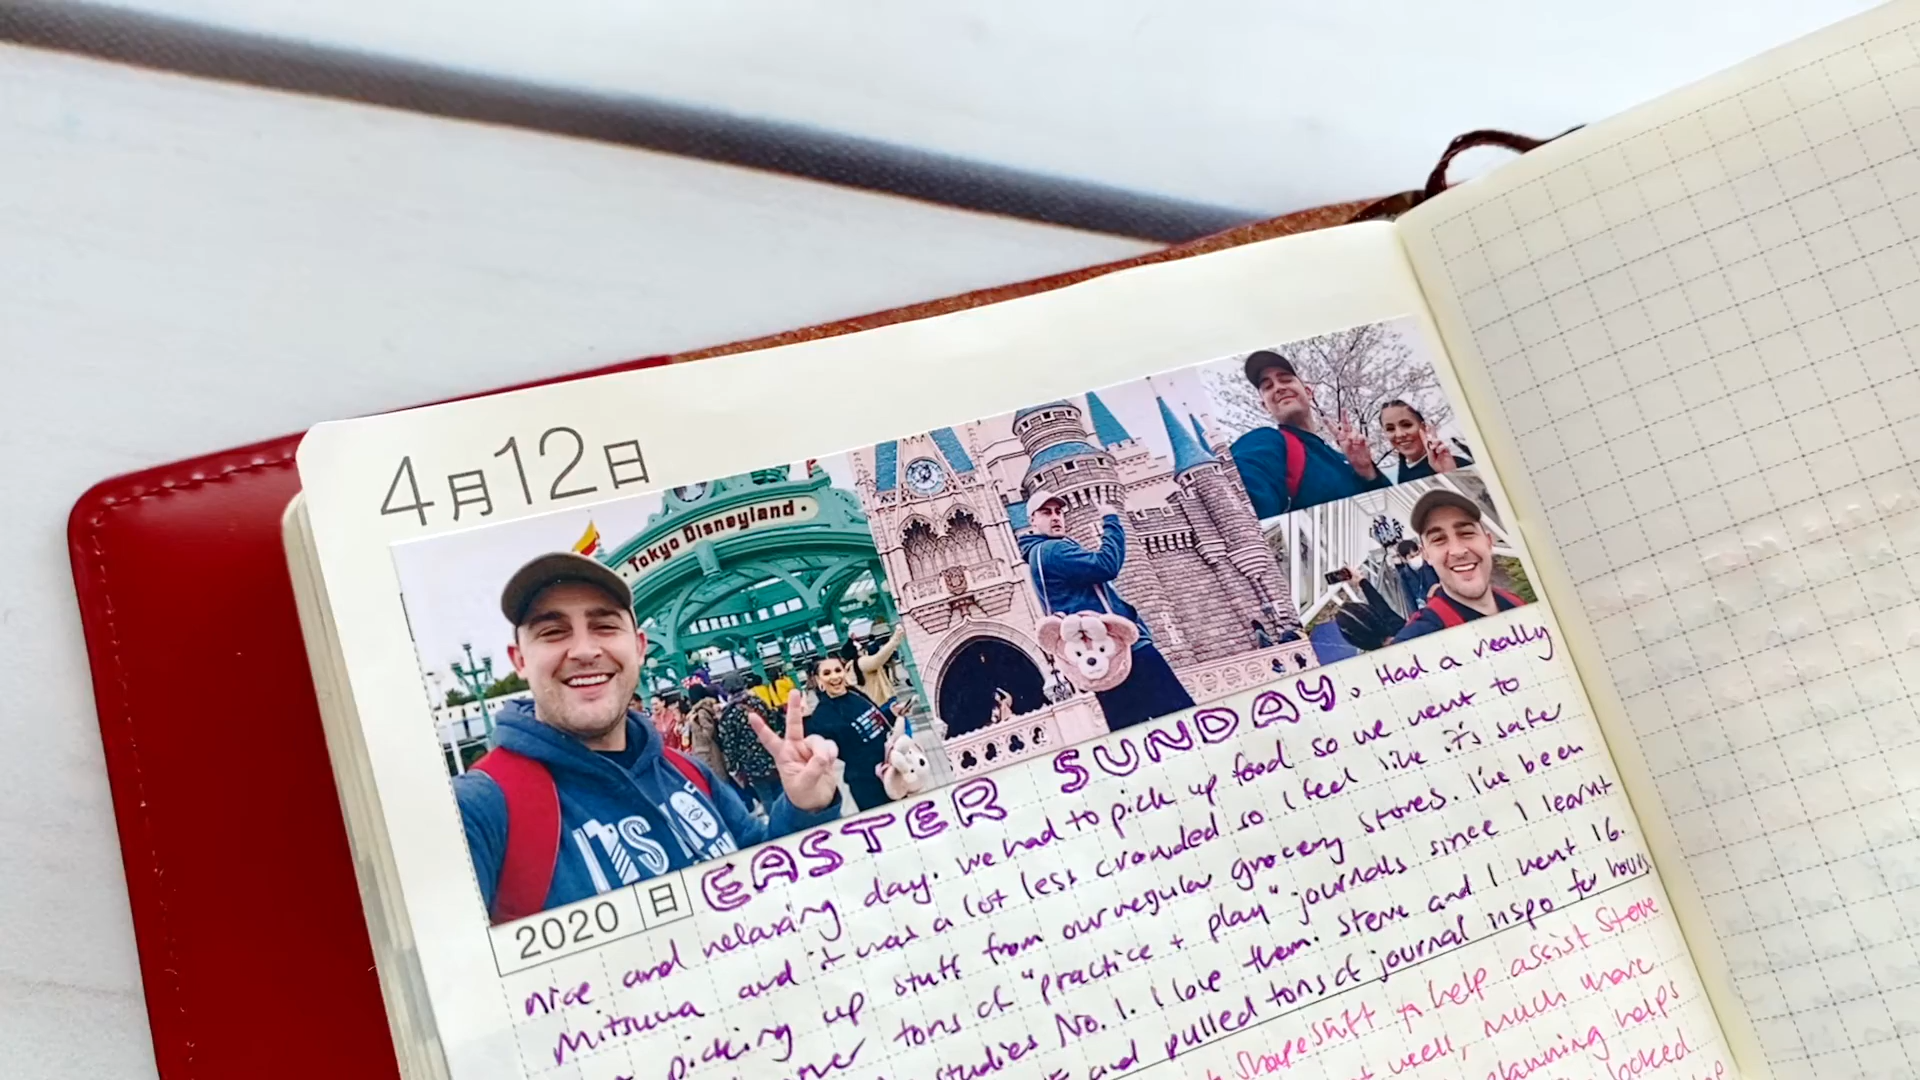 4月12日
Tokyo Disneyland
IT'S
2020 日 EASTER SUNDAY. Had a really
nice and relaxing day. We had to pick up food so we went to
Mitsuwa and it was a lot less crowded so I feel like it's safer
picking up stuff from our regular grocery stores. I've been
tons of "practice + play" journals since I learnt
studies No. 1. I love them. Steve and I went 16.
and pulled tons of journal inspo for hours
shapeshift to help assist Steve
well, much more
planning helps
booked